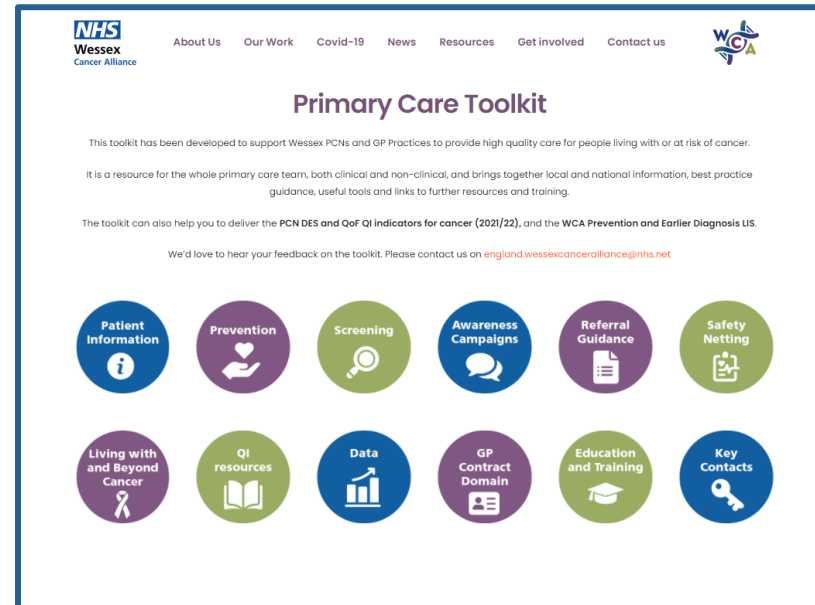 NHS
Wessex
Cancer Alliance
About Us Our Work Covid-19 News Resources Get involved Contact us
WCA
Primary Care Toolkit
This toolkit has been developed to support Wessex PCNs and GP Practices to provide high quality care for people living with or at risk of cancer.
It is a resource for the whole primary care team, both clinical and non-clinical, and brings together local and national information, best practice
guidance, useful tools and links to further resources and training.
The toolkit can also help you to deliver the PCN DES and QoF QI indicators for cancer (2021/22), and the WCA Prevention and Earlier Diagnosis LIS.
We'd love to hear your feedback on the toolkit. Please contact us on england.wessexcanceralliance@nhs.net
Patient
Information
i
Prevention
Screening
Awareness
Campaigns
Referral
Guidance
Safety
Netting
Living with
and Beyond
Cancer
QI
resources
Data
GP
Contract
Domain
Education
and Training
Key
Contacts